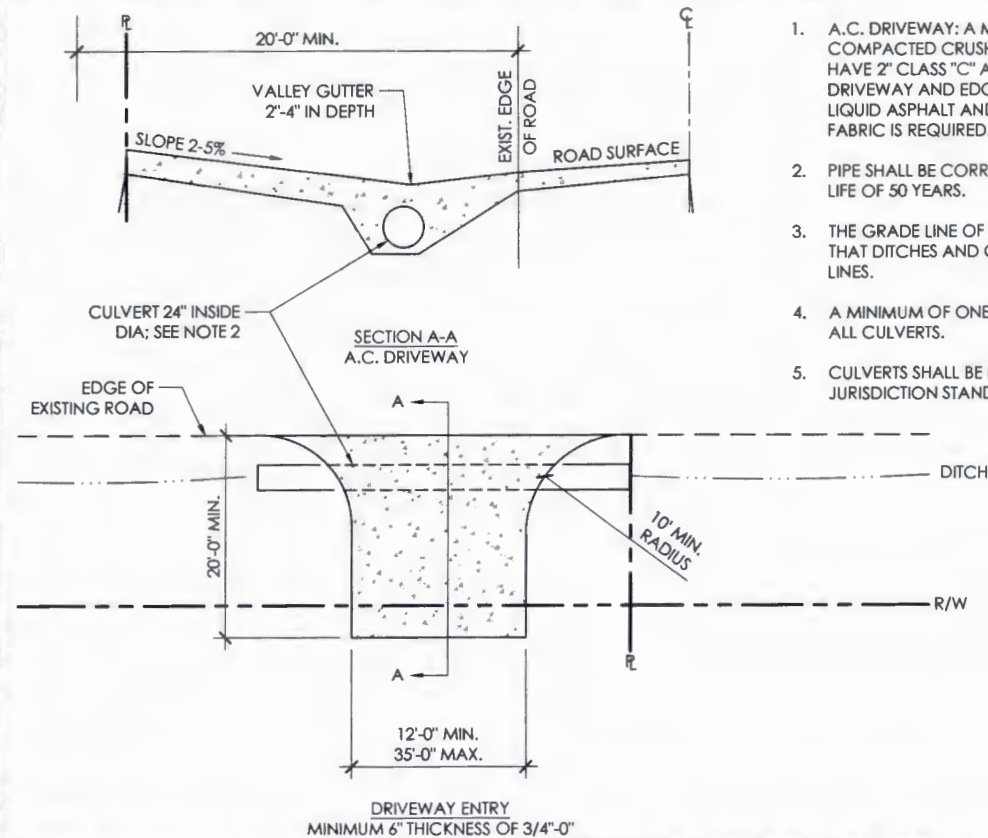 ℄
20'-0" MIN.
℄
VALLEY GUTTER
2"-4" IN DEPTH
EXIST. EDGE
OF ROAD
SLOPE 2-5%
ROAD SURFACE
CULVERT 24" INSIDE
DIA; SEE NOTE 2
SECTION A-A
A.C. DRIVEWAY
EDGE OF
EXISTING ROAD
A
DITCH
20'-0" MIN.
10' MIN.
RADIUS
R/W
A
℄
12'-0" MIN.
35'-0" MAX.
DRIVEWAY ENTRY
MINIMUM 6" THICKNESS OF 3/4"-0"
1. A.C. DRIVEWAY: A
COMPACTED CRUSH
HAVE 2" CLASS "C" A
DRIVEWAY AND EDG
LIQUID ASPHALT AND
FABRIC IS REQUIRED
2. PIPE SHALL BE CORR
LIFE OF 50 YEARS.
3. THE GRADE LINE OF
THAT DITCHES AND
LINES.
4. A MINIMUM OF ONE
ALL CULVERTS.
5. CULVERTS SHALL BE
JURISDICTION STAND